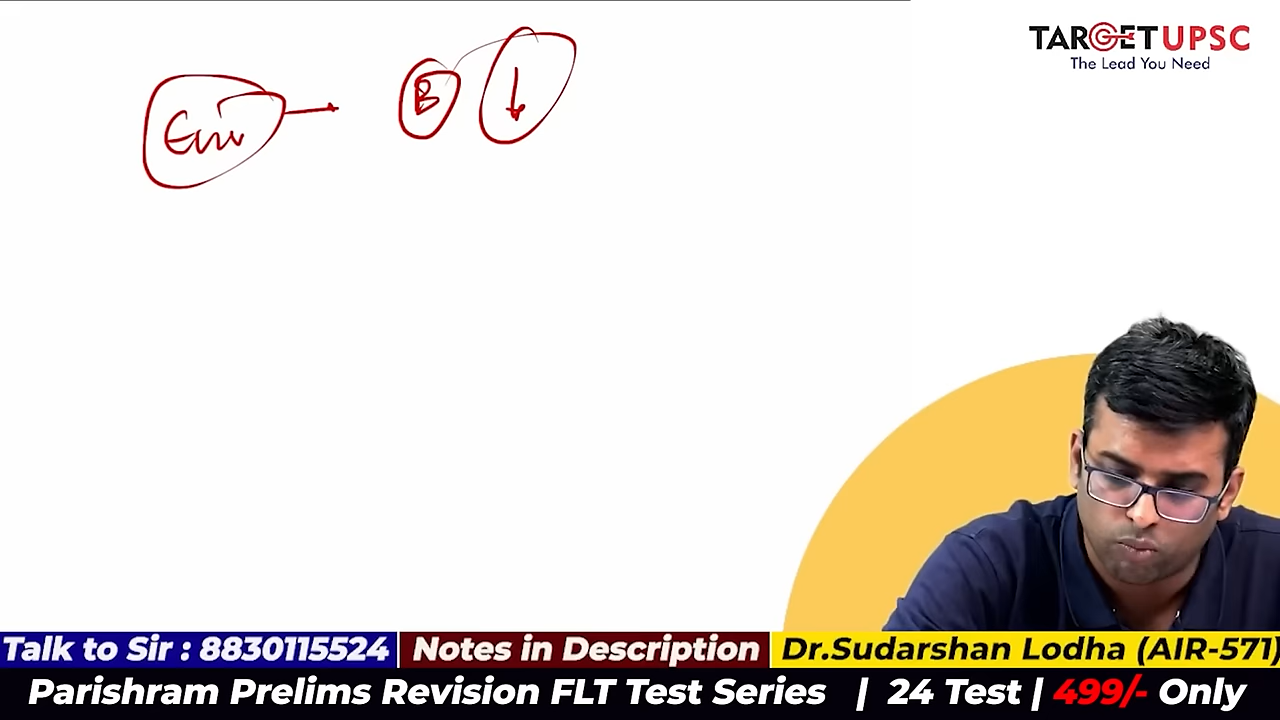 TARGETUPSC
The Lead You Need
Env B ↓
Talk to Sir : 8830115524 Notes in Description Dr.Sudarshan Lodha (AIR-571)
Parishram Prelims Revision FLT Test Series | 24 Test | 499/- Only